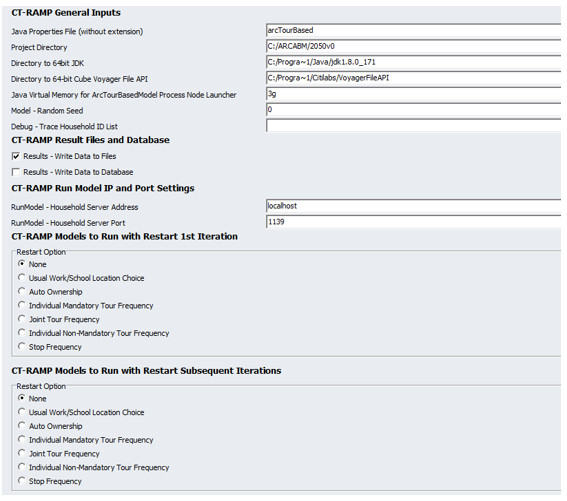 CT-RAMP General Inputs
Java Properties File (without extension) arcTourBased
Project Directory C:/ARCABM/2050v0
Directory to 64bit JDK C:/Progra~1/Java/jdk1.8.0_171
Directory to 64-bit Cube Voyager File API C:/Progra~1/Citilabs/VoyagerFileAPI
Java Virtual Memory for ArcTourBasedModel Process Node Launcher 3g
Model - Random Seed 0
Debug - Trace Household ID List
CT-RAMP Result Files and Database
Results - Write Data to Files
Results - Write Data to Database
CT-RAMP Run Model IP and Port Settings
RunModel - Household Server Address localhost
RunModel - Household Server Port 1139
CT-RAMP Models to Run with Restart 1st Iteration
Restart Option
None
Usual Work/School Location Choice
Auto Ownership
Individual Mandatory Tour Frequency
Joint Tour Frequency
Individual Non-Mandatory Tour Frequency
Stop Frequency
CT-RAMP Models to Run with Restart Subsequent Iterations
Restart Option
None
Usual Work/School Location Choice
Auto Ownership
Individual Mandatory Tour Frequency
Joint Tour Frequency
Individual Non-Mandatory Tour Frequency
Stop Frequency